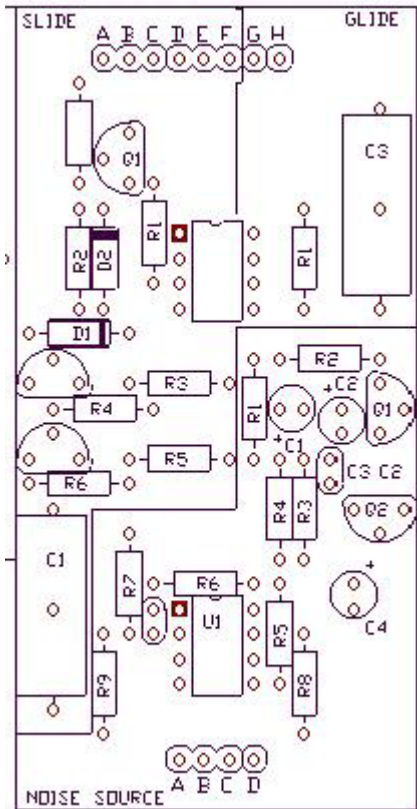 SLIDE
GLIDE
A B C D E F G H
Q1
C3
R1
R2
D2
R1
D1
R2
R3
R4
R1
C2
Q1
C1
R5
C3 C2
R6
R4
R3
Q2
C1
R7
R6
U1
R5
C4
R9
R8
A B C D
NOISE SOURCE